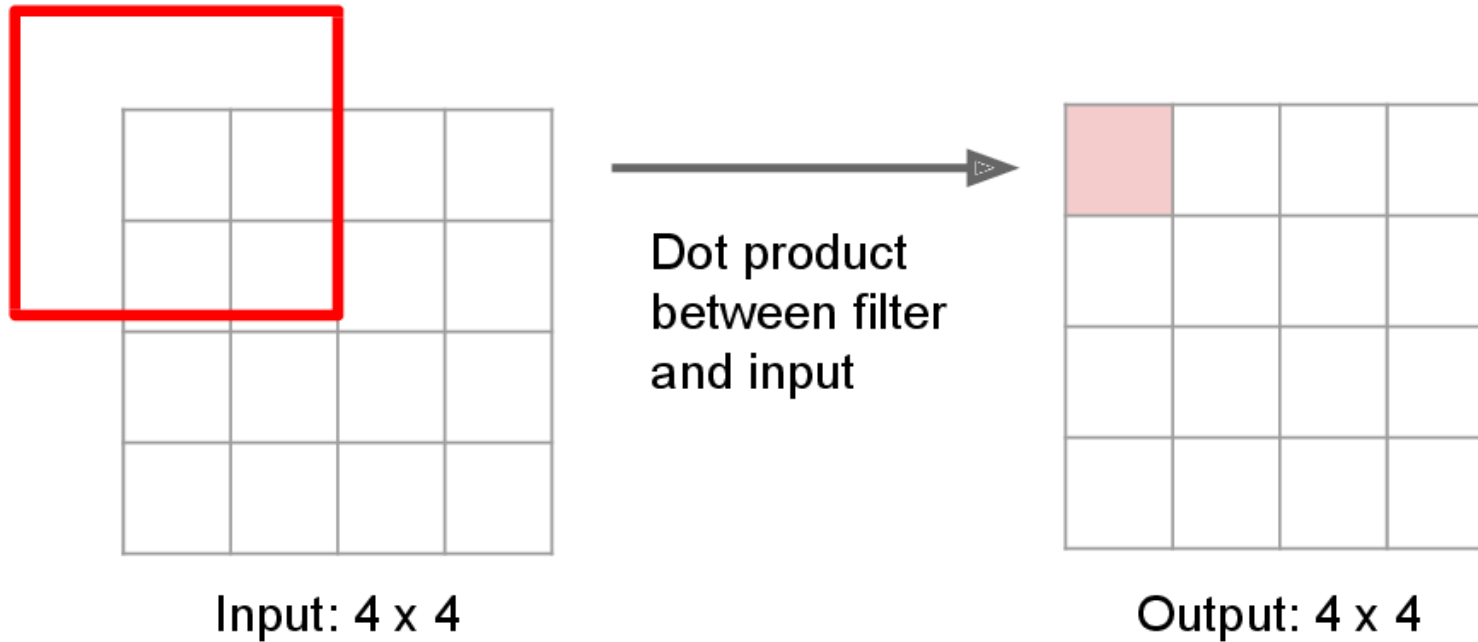 Dot product
between filter
and input
Input: 4 x 4
Output: 4 x 4